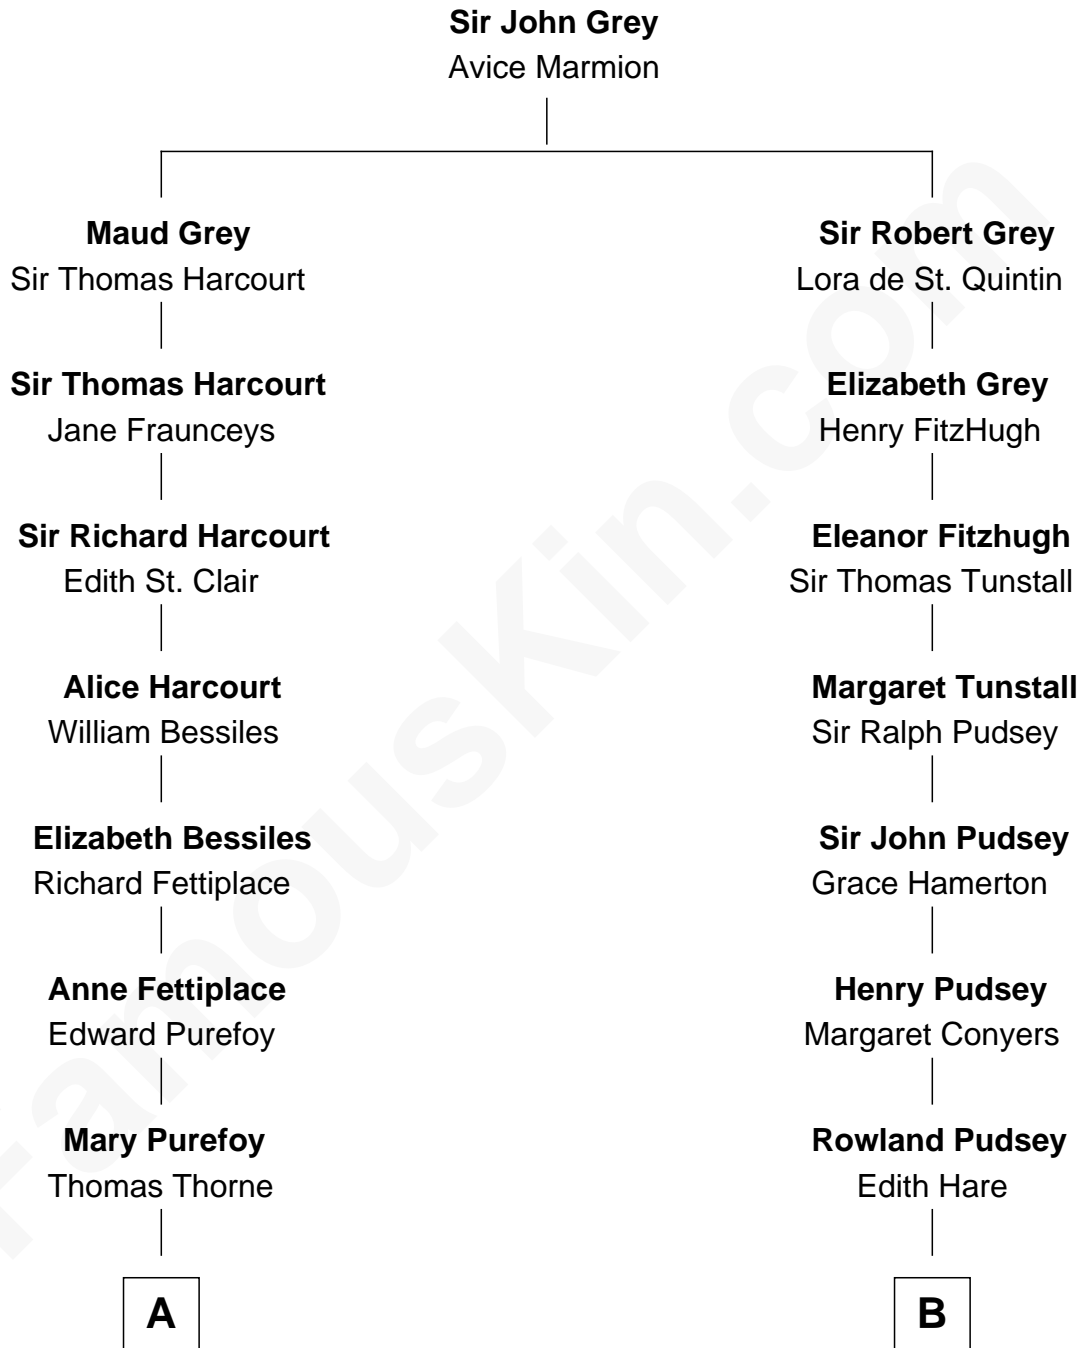 Sir John Grey
Avice Marmion
Maud Grey
Sir Thomas Harcourt
Sir Robert Grey
Lora de St. Quintin
Sir Thomas Harcourt
Jane Fraunceys
Elizabeth Grey
Henry FitzHugh
Sir Richard Harcourt
Edith St. Clair
Eleanor Fitzhugh
Sir Thomas Tunstall
Alice Harcourt
William Bessiles
Margaret Tunstall
Sir Ralph Pudsey
Elizabeth Bessiles
Richard Fettiplace
Sir John Pudsey
Grace Hamerton
Anne Fettiplace
Edward Purefoy
Henry Pudsey
Margaret Conyers
Mary Purefoy
Thomas Thorne
Rowland Pudsey
Edith Hare
A
B
FamousKin.com